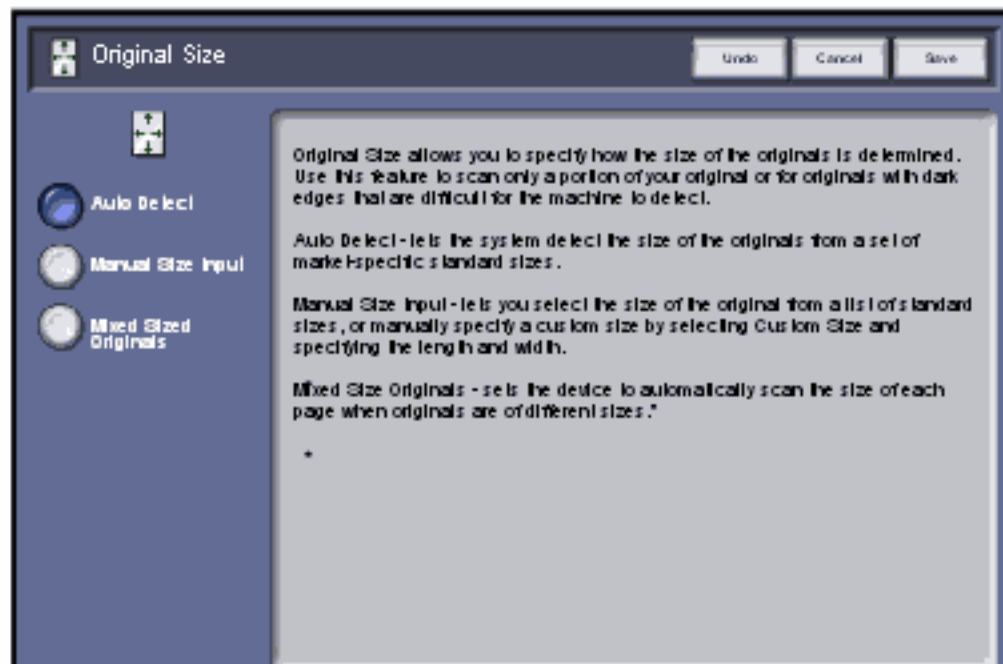 Original Size
Undo
Cancel
Save
Auto Detect
Manual Size Input
Mixed Sized
Originals
Original Size allows you to specify how the size of the originals is determined.
Use this feature to scan only a portion of your original or for originals with dark
edges that are difficult for the machine to detect.
Auto Detect - lets the system detect the size of the originals from a set of
market-specific standard sizes.
Manual Size Input - lets you select the size of the original from a list of standard
sizes, or manually specify a custom size by selecting Custom Size and
specifying the length and width.
Mixed Size Originals - sets the device to automatically scan the size of each
page when originals are of different sizes.*
*